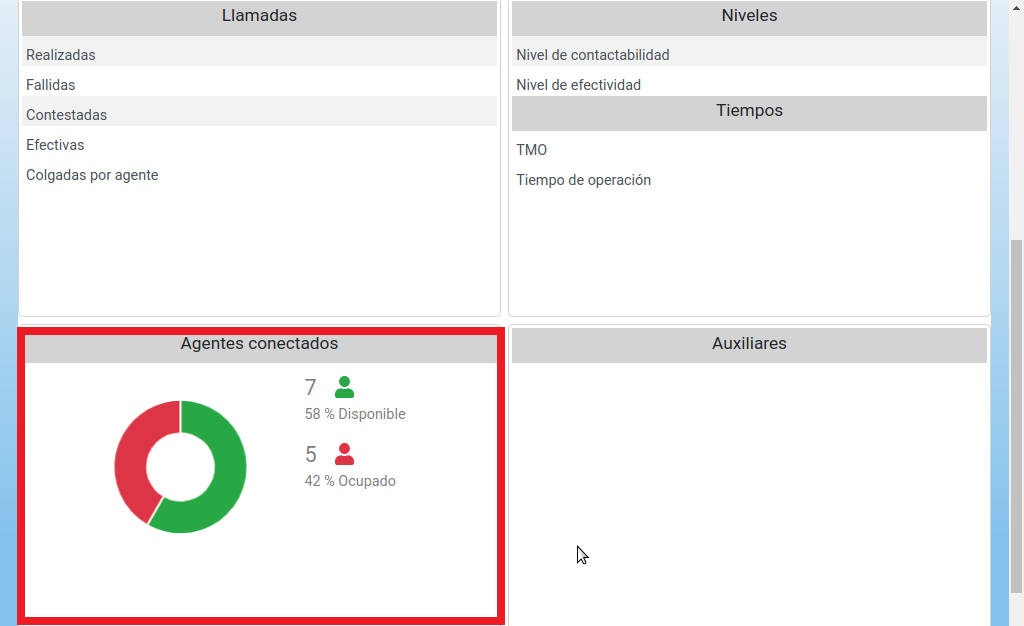 Llamadas
Realizadas
Fallidas
Contestadas
Efectivas
Colgadas por agente
Niveles
Nivel de contactabilidad
Nivel de efectividad
Tiempos
TMO
Tiempo de operación
Agentes conectados
7
58 % Disponible
5
42 % Ocupado
Auxiliares